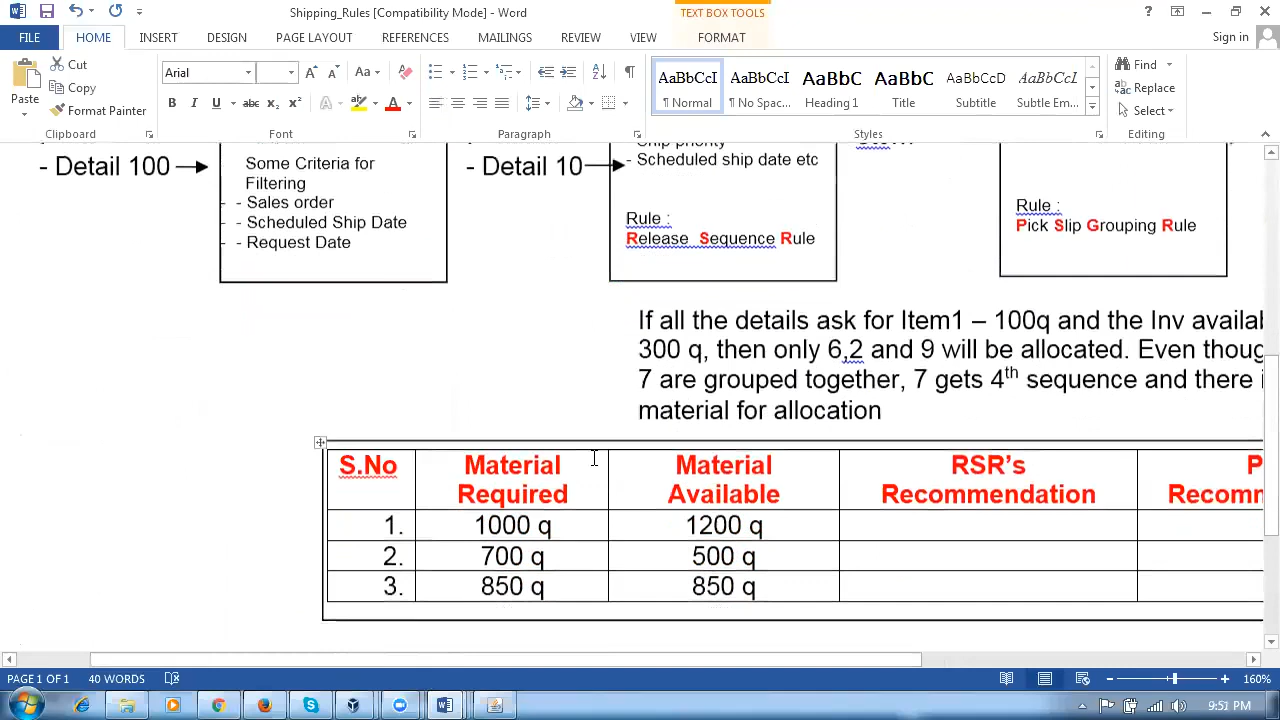 Shipping_Rules [Compatibility Mode] - Word
TEXT BOX TOOLS
?
FILE
HOME
INSERT
DESIGN
PAGE LAYOUT
REFERENCES
MAILINGS
REVIEW
VIEW
FORMAT
Sign in
Paste
Cut
Copy
Format Painter
Arial
Aa
A
A
B I U abc x₂ x² A A
AaBbCcI
¶ Normal
AaBbCcI
¶ No Spac...
AaBbC
Heading 1
AaBbC
Title
AaBbCcD
Subtitle
AaBbCcI
Subtle Em...
Find
Replace
Select
Clipboard
Font
Paragraph
Styles
Editing
- Detail 100
Some Criteria for
Filtering
- - Sales order
- - Scheduled Ship Date
- - Request Date
- Detail 10
Ship priority
- Scheduled ship date etc
Rule :
Release Sequence Rule
Rule :
Pick Slip Grouping Rule
If all the details ask for Item1 – 100q and the Inv availab
300 q, then only 6,2 and 9 will be allocated. Even thoug
7 are grouped together, 7 gets 4th sequence and there i
material for allocation
S.No
Material
Required
Material
Available
RSR’s
Recommendation
P
Recomm
1. 1000 q 1200 q
2. 700 q 500 q
3. 850 q 850 q
PAGE 1 OF 1
40 WORDS
160%
9:51 PM